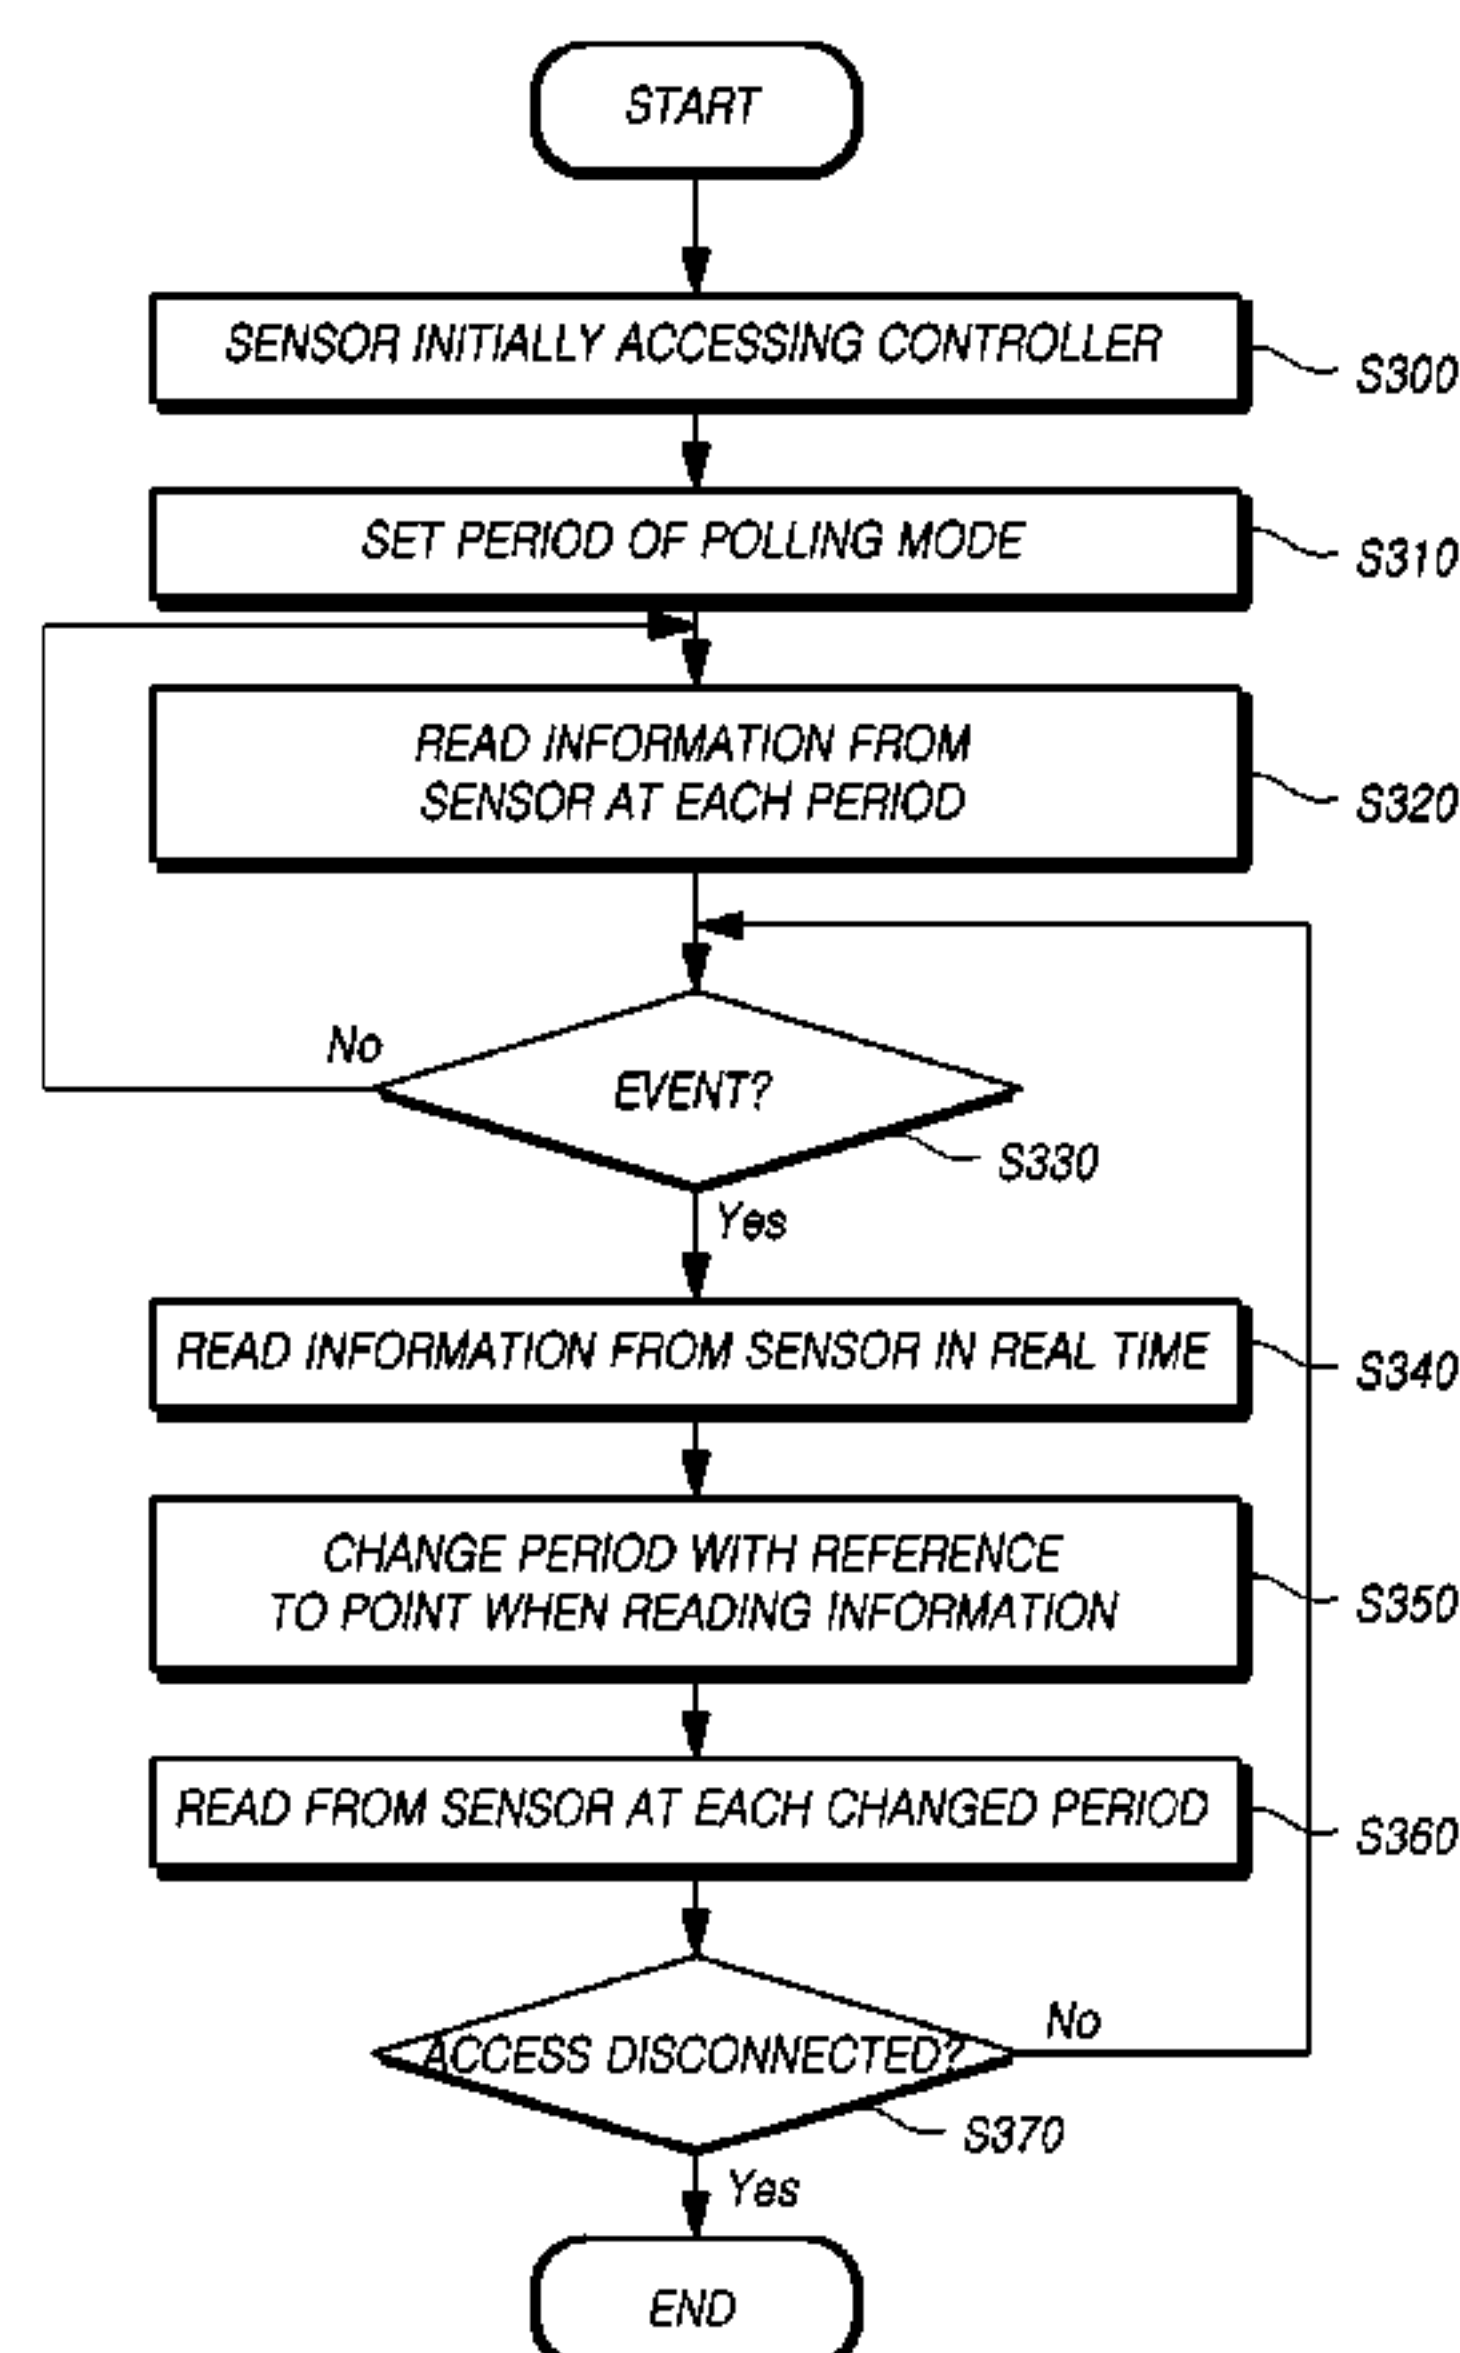 START
SENSOR INITIALLY ACCESSING CONTROLLER
S300
SET PERIOD OF POLLING MODE
S310
READ INFORMATION FROM
SENSOR AT EACH PERIOD
S320
No
EVENT?
S330
Yes
READ INFORMATION FROM SENSOR IN REAL TIME
S340
CHANGE PERIOD WITH REFERENCE
TO POINT WHEN READING INFORMATION
S350
READ FROM SENSOR AT EACH CHANGED PERIOD
S360
No
ACCESS DISCONNECTED?
S370
Yes
END